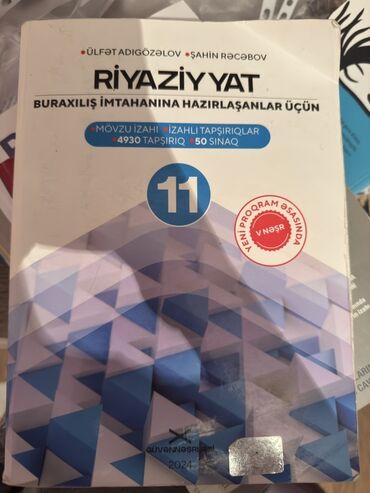 •ÜLFƏT ADIGÖZƏLOV •ŞAHİN RƏCƏBOV
RİYAZİYYAT
BURAXILIŞ İMTAHANINA HAZIRLAŞANLAR ÜÇÜN
•MÖVZU İZAHI •İZAHLI TAPŞIRIQLAR
•4930 TAPŞIRIQ •50 SINAQ
11
YENİ PROQRAM ƏSASINDA
V NƏŞR
GÜVƏN NƏŞRİYYATI
2024